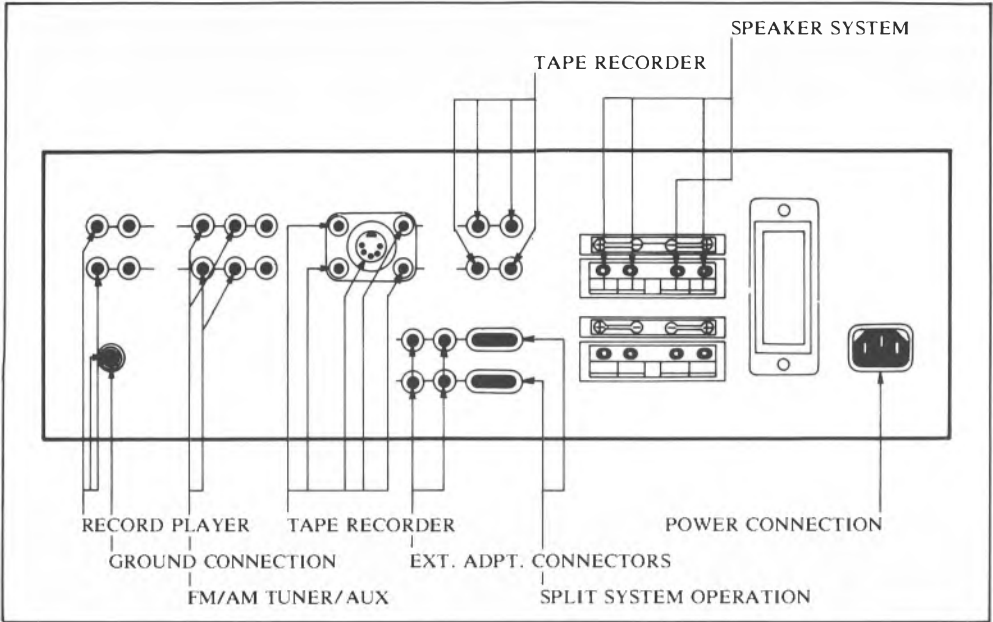 SPEAKER SYSTEM
TAPE RECORDER
RECORD PLAYER
TAPE RECORDER
POWER CONNECTION
GROUND CONNECTION
EXT. ADPT. CONNECTORS
FM/AM TUNER/AUX
SPLIT SYSTEM OPERATION